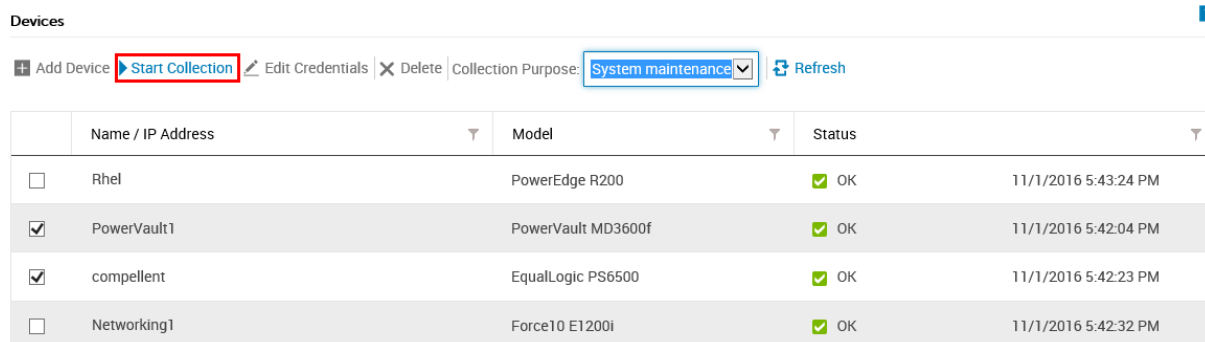 Devices
Add Device Start Collection Edit Credentials Delete Collection Purpose: System maintenance Refresh
Name / IP Address Model Status
Rhel PowerEdge R200 OK 11/1/2016 5:43:24 PM
PowerVault1 PowerVault MD3600f OK 11/1/2016 5:42:04 PM
compellent EqualLogic PS6500 OK 11/1/2016 5:42:23 PM
Networking1 Force10 E1200i OK 11/1/2016 5:42:32 PM